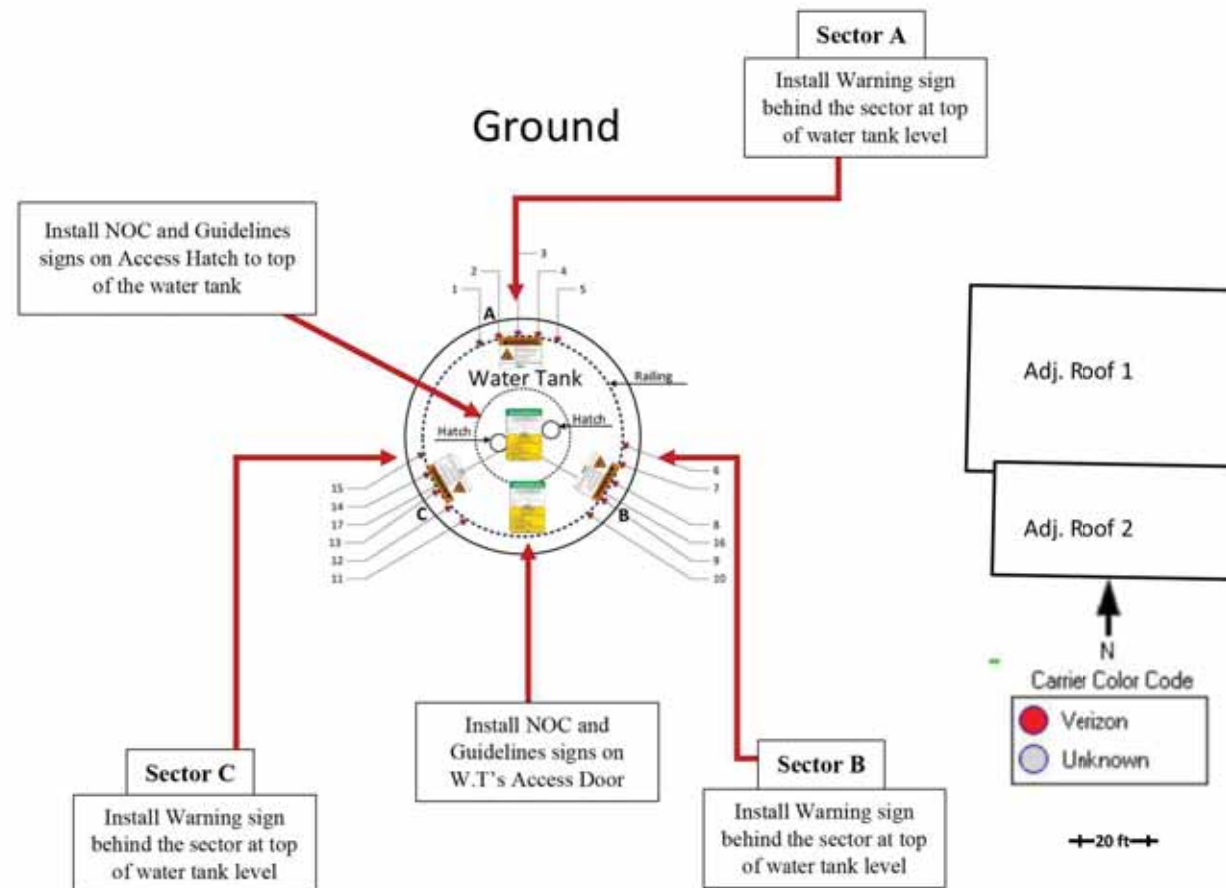 Sector A
Install Warning sign
behind the sector at top
of water tank level
Ground
Install NOC and Guidelines
signs on Access Hatch to top
of the water tank
3
2
4
1
5
A
Water Tank
Railing
Hatch
Hatch
Adj. Roof 1
15
14
17
13
12
11
C
B
6
7
8
16
9
10
Adj. Roof 2
N
Carrier Color Code
Verizon
Unknown
20 ft
Install NOC and
Guidelines signs on
W.T's Access Door
Sector C
Install Warning sign
behind the sector at top
of water tank level
Sector B
Install Warning sign
behind the sector at top
of water tank level